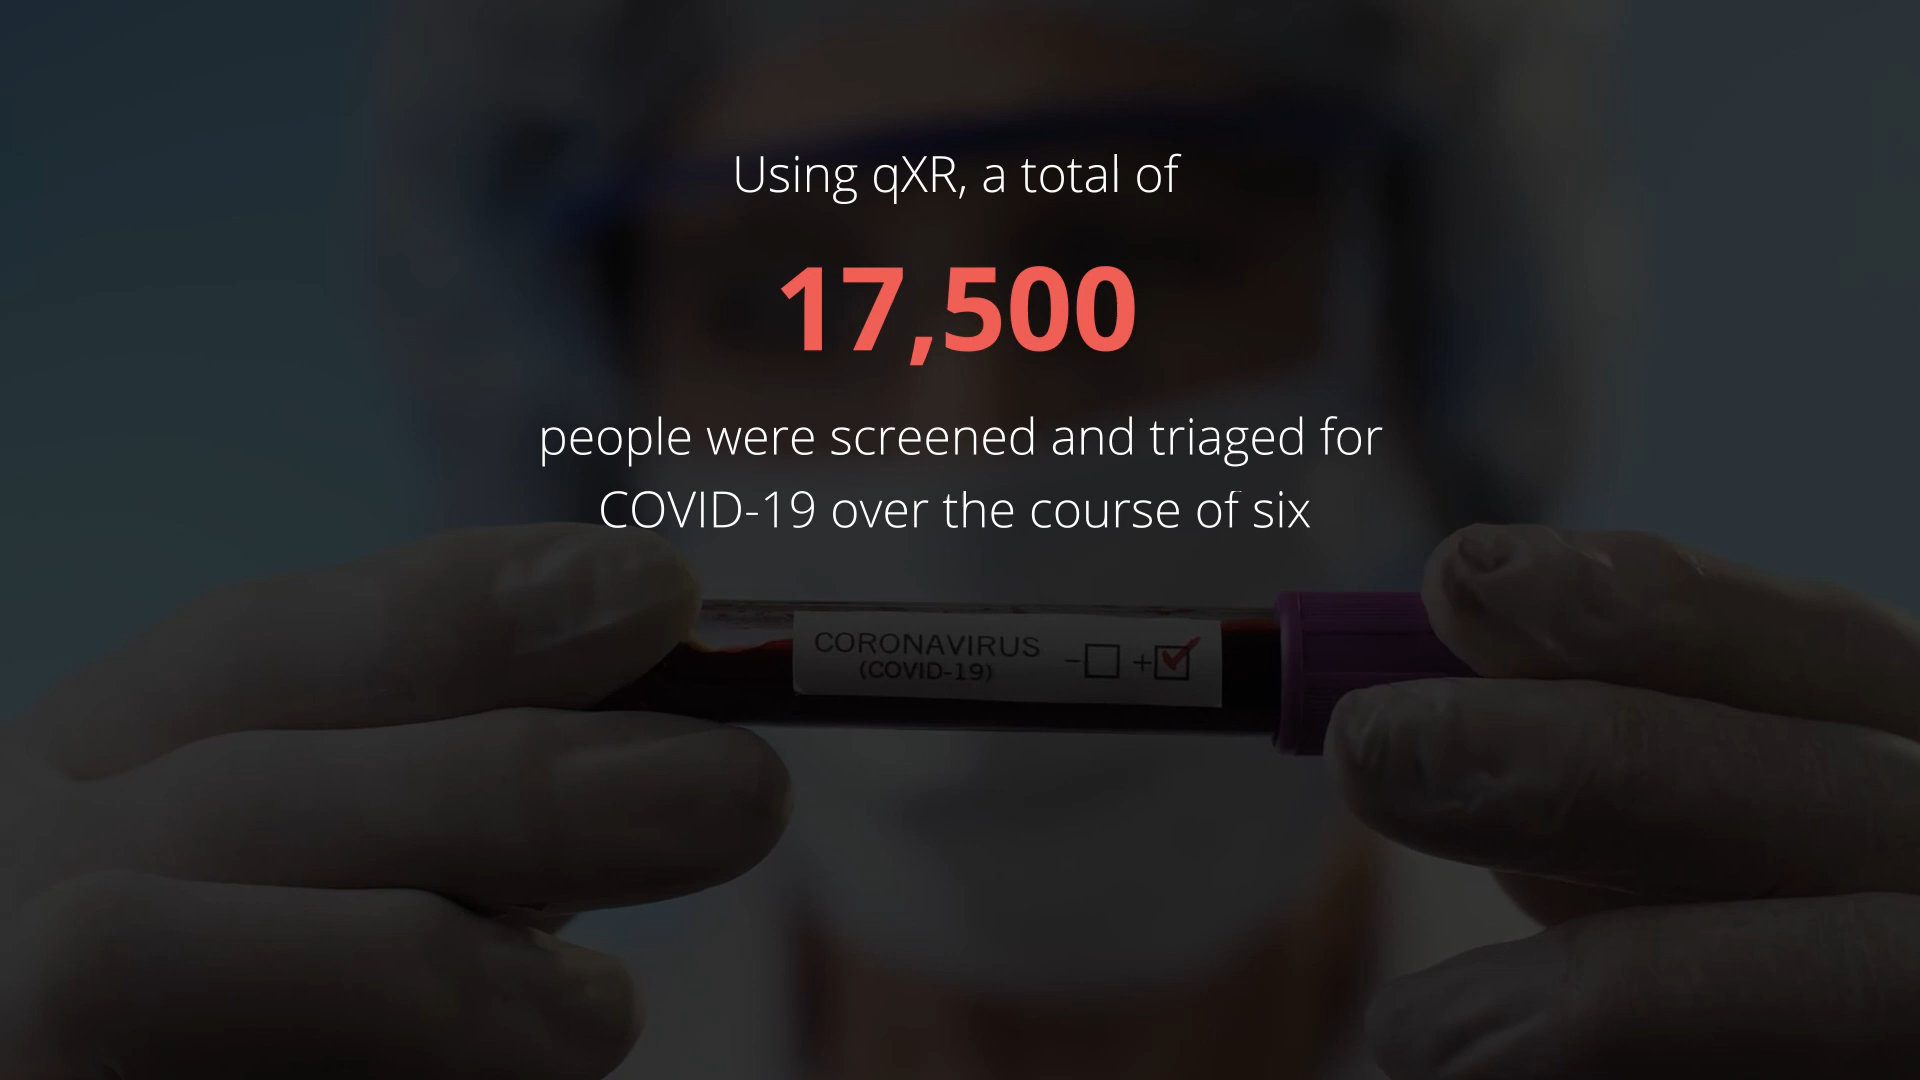 Using qXR, a total of
17,500
people were screened and triaged for
COVID-19 over the course of six
CORONAVIRUS
(COVID-19)
- +